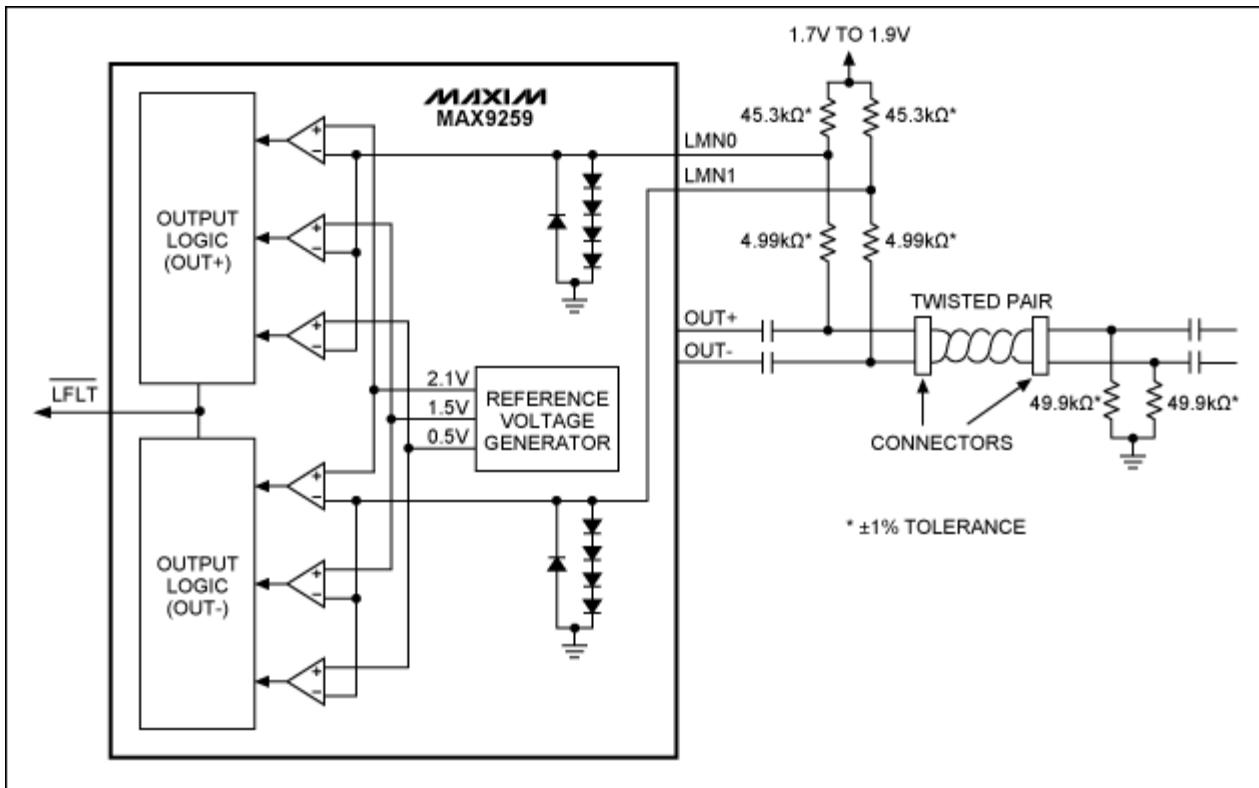 1.7V TO 1.9V
MAXIM
MAX9259
45.3kΩ*
45.3kΩ*
LMN0
LMN1
OUTPUT
LOGIC
(OUT+)
+
−
+
−
+
−
4.99kΩ*
4.99kΩ*
TWISTED PAIR
OUT+
OUT-
LFLT
2.1V
1.5V
0.5V
REFERENCE
VOLTAGE
GENERATOR
49.9kΩ*
49.9kΩ*
CONNECTORS
OUTPUT
LOGIC
(OUT-)
+
−
+
−
+
−
* ±1% TOLERANCE